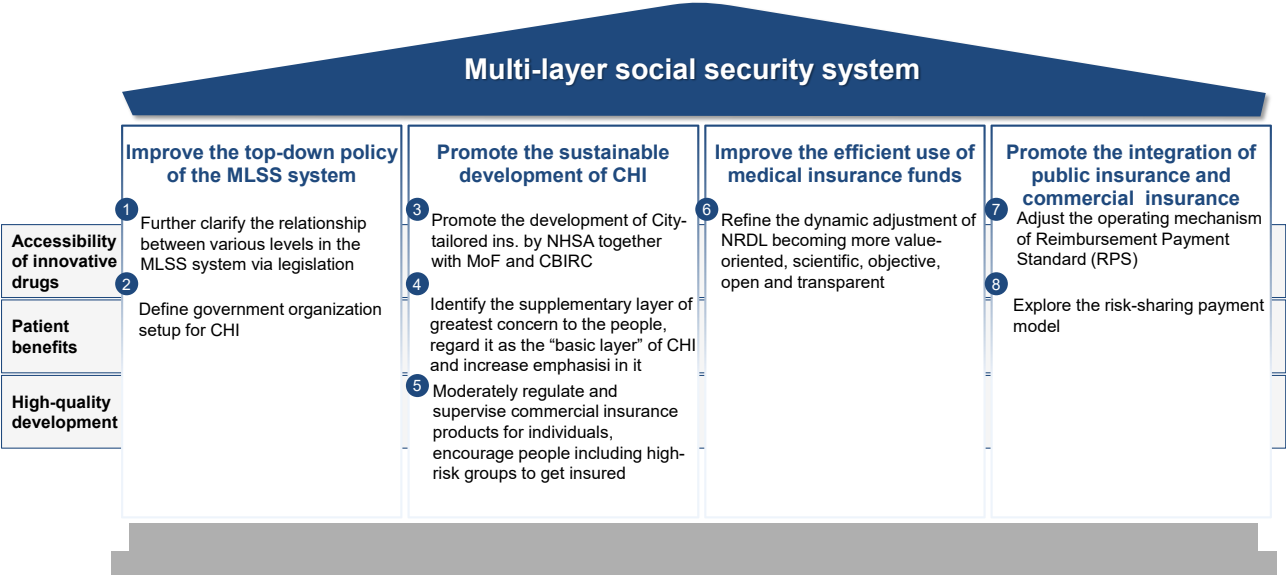 Multi-layer social security system
Improve the top-down policy
of the MLSS system
1
Further clarify the relationship
between various levels in the
MLSS system via legislation
2
Define government organization
setup for CHI
Promote the sustainable
development of CHI
3
Promote the development of City-
tailored ins. by NHSA together
with MoF and CBIRC
4
Identify the supplementary layer of
greatest concern to the people,
regard it as the “basic layer” of CHI
and increase emphasisi in it
5
Moderately regulate and
supervise commercial insurance
products for individuals,
encourage people including high-
risk groups to get insured
Improve the efficient use of
medical insurance funds
6
Refine the dynamic adjustment of
NRDL becoming more value-
oriented, scientific, objective,
open and transparent
Promote the integration of
public insurance and
commercial insurance
7
Adjust the operating mechanism
of Reimbursement Payment
Standard (RPS)
8
Explore the risk-sharing payment
model
Accessibility
of innovative
drugs
Patient
benefits
High-quality
development